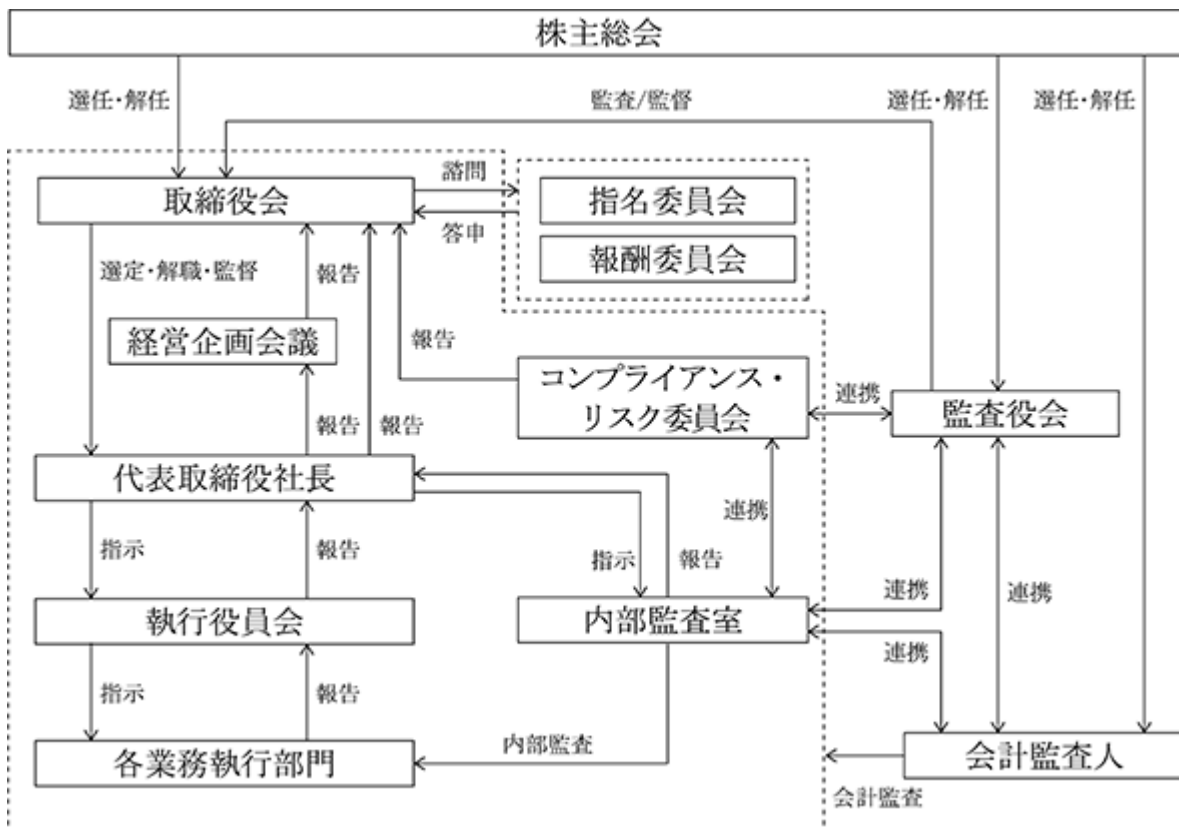 株主総会
選任・解任
監査/監督
選任・解任
選任・解任
取締役会
諮問
答申
指名委員会
報酬委員会
選定・解職・監督
報告
経営企画会議
報告
コンプライアンス・
リスク委員会
連携
監査役会
報告
報告
代表取締役社長
指示
報告
連携
指示
報告
執行役員会
内部監査室
連携
連携
連携
指示
報告
内部監査
各業務執行部門
会計監査人
会計監査